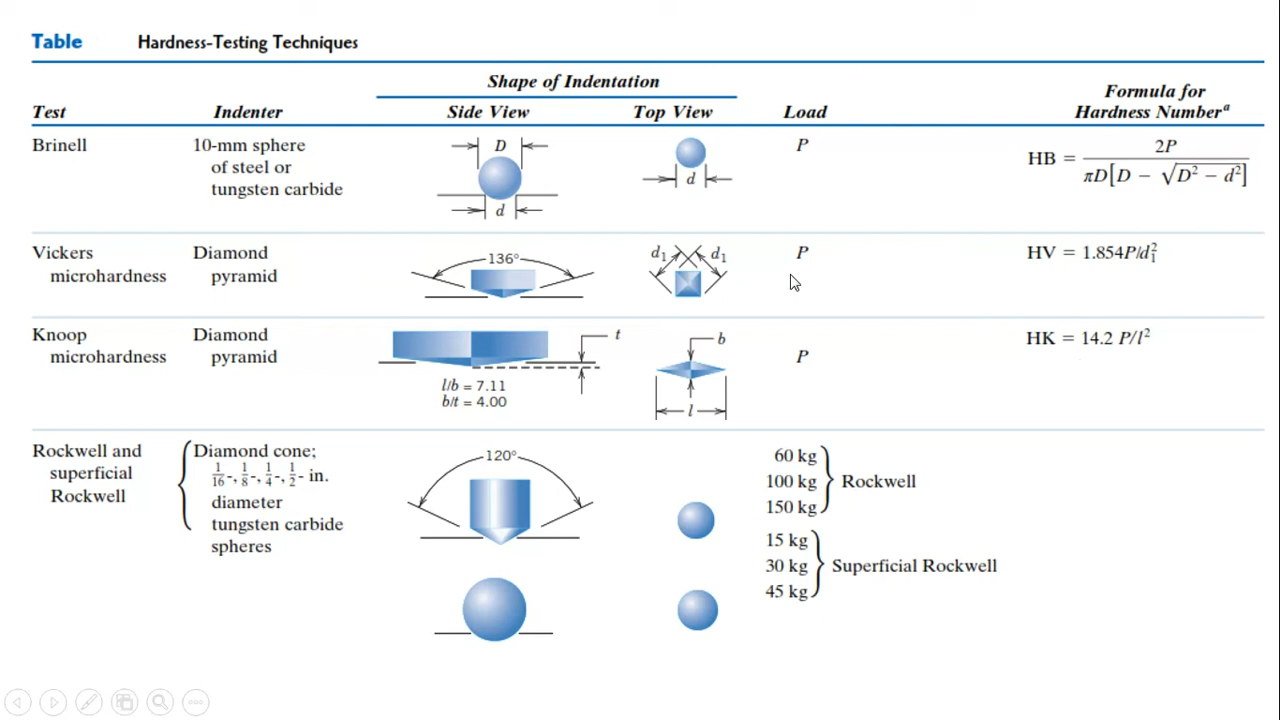 Table Hardness-Testing Techniques
Shape of Indentation
Test Indenter Side View Top View Load Formula for Hardness Numberᵃ
Brinell
10-mm sphere
of steel or
tungsten carbide
D
d
d
P
HB = 2P / πD[D − √D² − d²]
Vickers
microhardness
Diamond
pyramid
136°
d₁ d₁
P
HV = 1.854P/d₁²
Knoop
microhardness
Diamond
pyramid
t
l/b = 7.11
b/t = 4.00
b
l
P
HK = 14.2 P/l²
Rockwell and
superficial
Rockwell
Diamond cone;
1/16-, 1/8-, 1/4-, 1/2- in.
diameter
tungsten carbide
spheres
120°
60 kg
100 kg
150 kg
Rockwell
15 kg
30 kg
45 kg
Superficial Rockwell